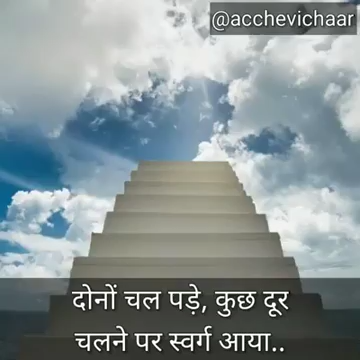 @acchevichaar
दोनों चल पड़े, कुछ दूर
चलने पर स्वर्ग आया..